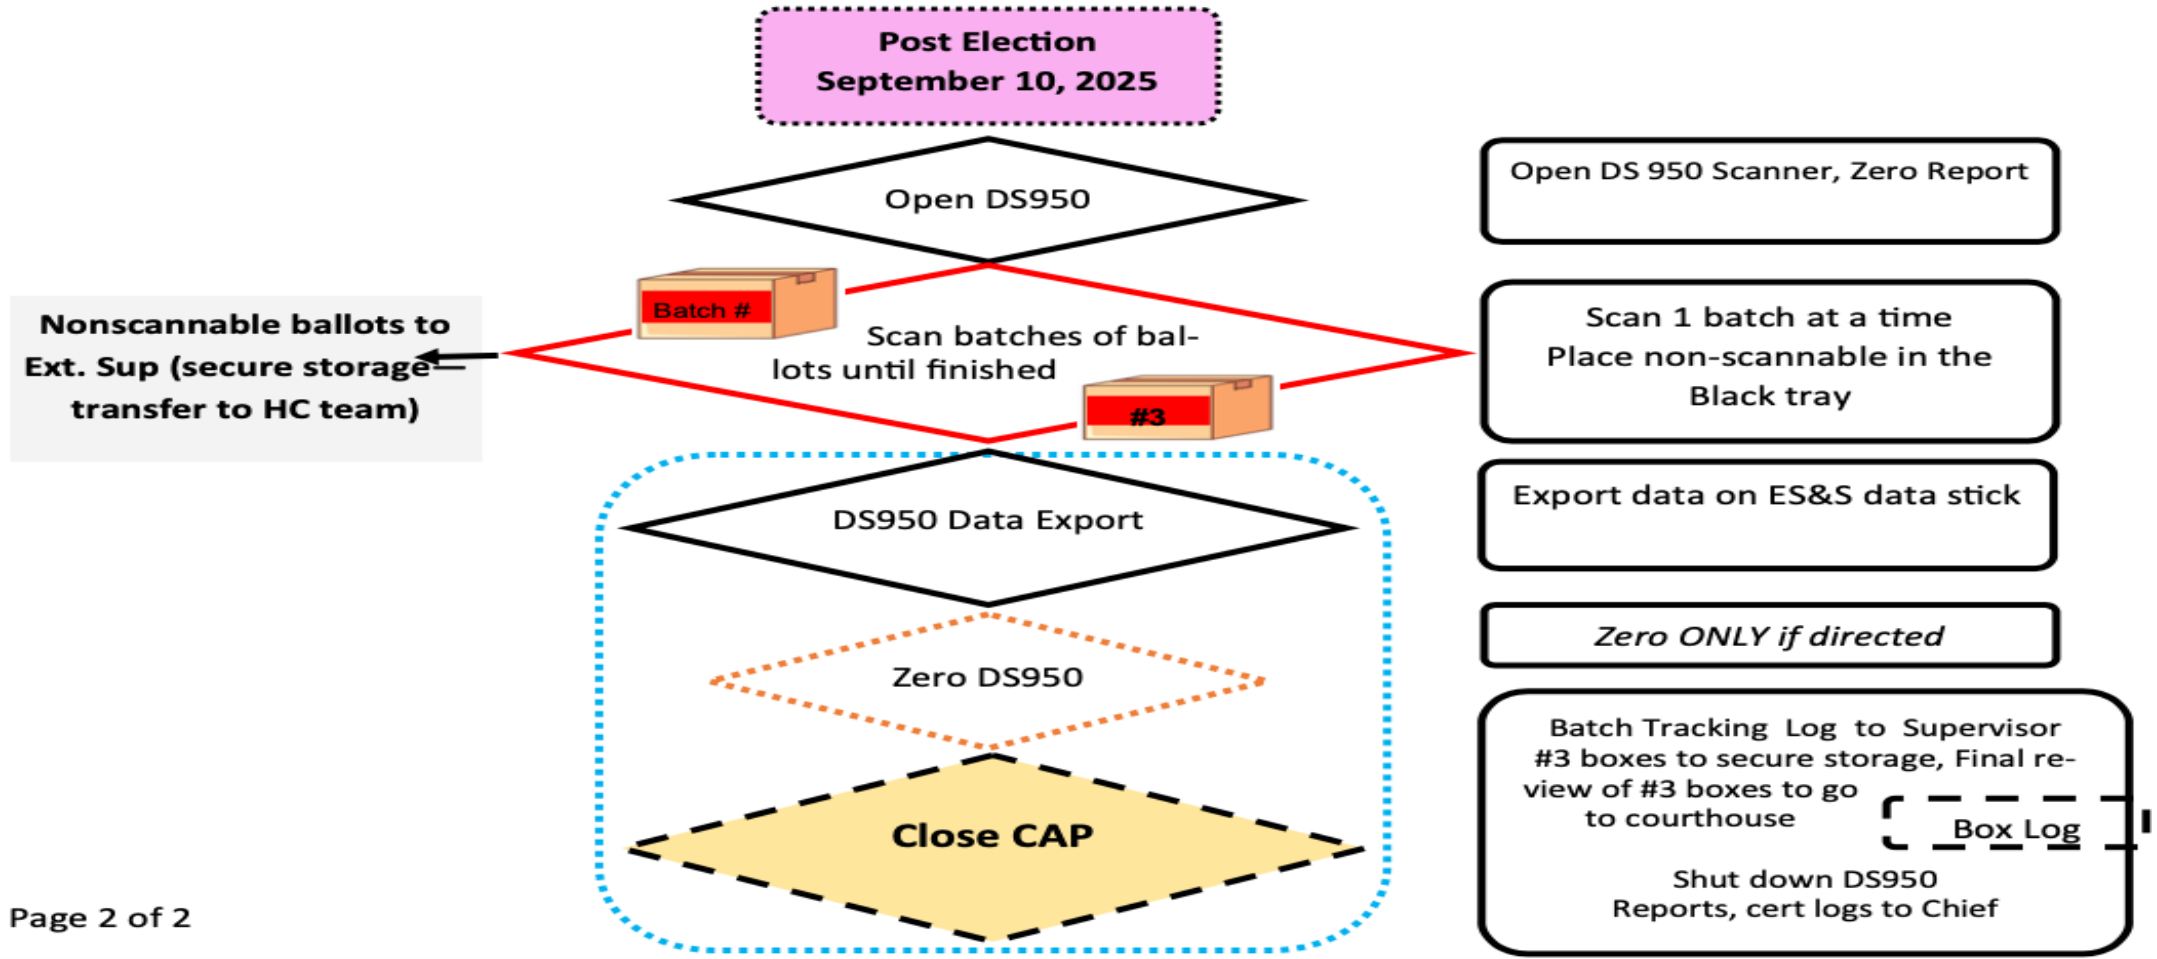 Post Election
September 10, 2025
Open DS950
Open DS 950 Scanner, Zero Report
Batch #
Scan batches of bal-
lots until finished
#3
Nonscannable ballots to
Ext. Sup (secure storage—
transfer to HC team)
Scan 1 batch at a time
Place non-scannable in the
Black tray
DS950 Data Export
Export data on ES&S data stick
Zero DS950
Zero ONLY if directed
Close CAP
Batch Tracking Log to Supervisor
#3 boxes to secure storage, Final re-
view of #3 boxes to go
to courthouse
Box Log
Shut down DS950
Reports, cert logs to Chief
Page 2 of 2